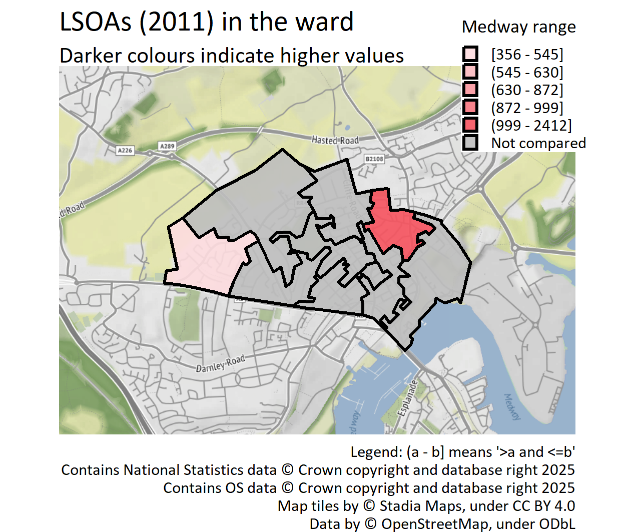 LSOAs (2011) in the ward
Darker colours indicate higher values
Medway range
[356 - 545]
(545 - 630]
(630 - 872]
(872 - 999]
(999 - 2412]
Not compared
Hasted Road
A226
A289
B2108
d Road
Darnley Road
Esplanade
Medway
dway
Legend: (a - b] means '>a and <=b'
Contains National Statistics data © Crown copyright and database right 2025
Contains OS data © Crown copyright and database right 2025
Map tiles by © Stadia Maps, under CC BY 4.0
Data by © OpenStreetMap, under ODbL